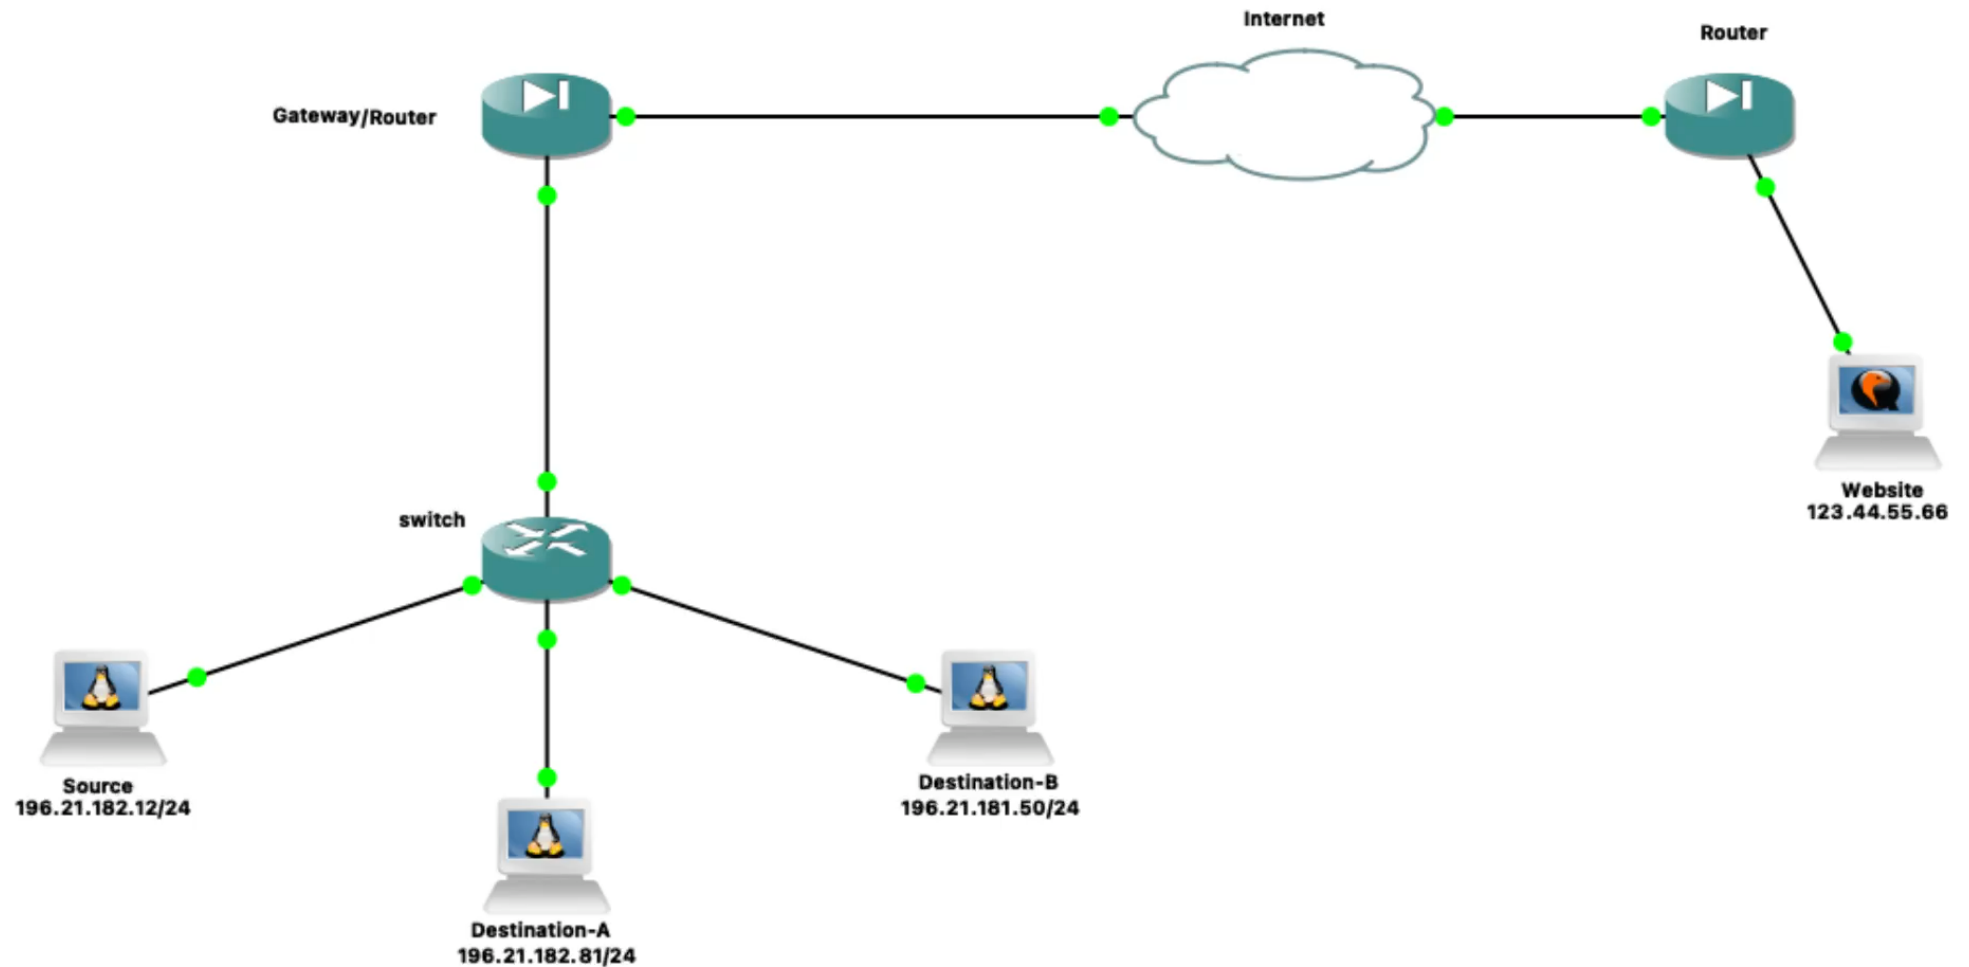 Internet
Router
Gateway/Router
Website
123.44.55.66
switch
Source
196.21.182.12/24
Destination-B
196.21.181.50/24
Destination-A
196.21.182.81/24